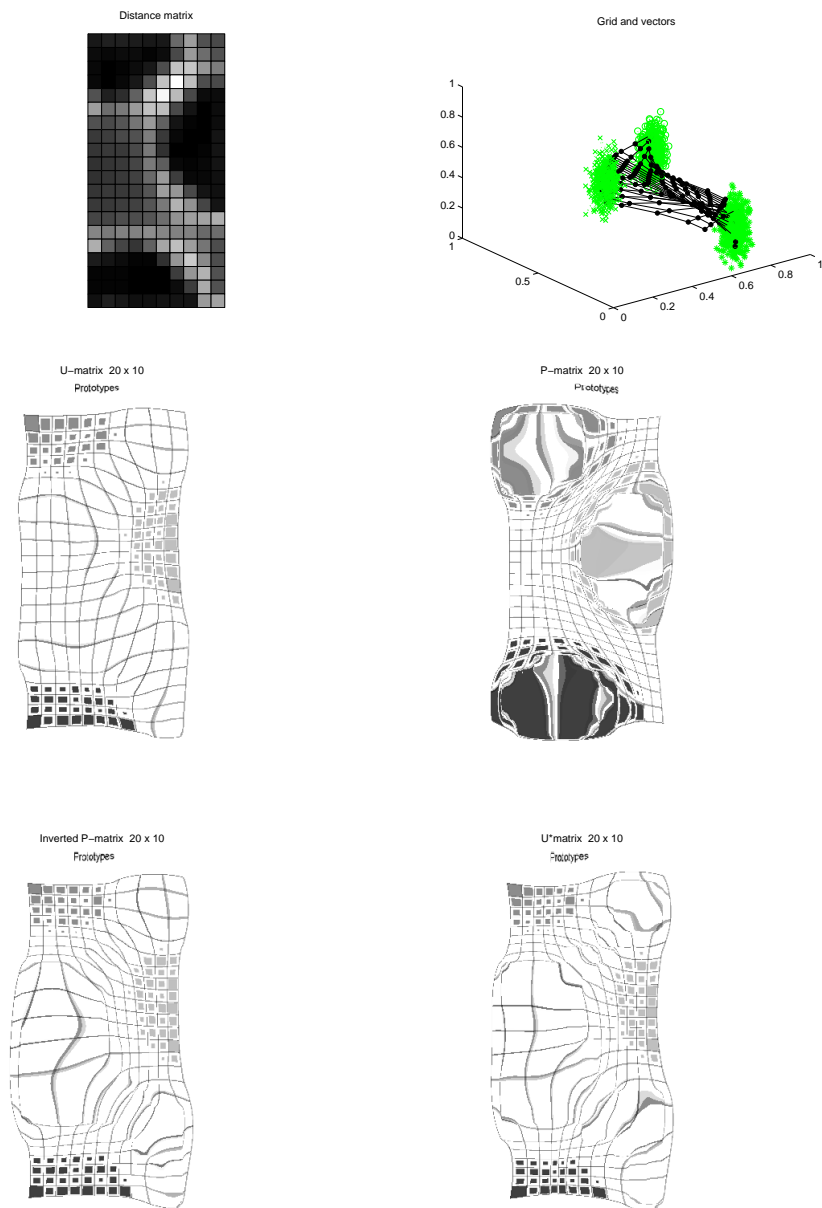 Distance matrix
Grid and vectors
1
0.8
0.6
0.4
0.2
0
1
0.5
0
0
0.2
0.4
0.6
0.8
1
U−matrix 20 x 10
Prototypes
P−matrix 20 x 10
Prototypes
Inverted P−matrix 20 x 10
Prototypes
U*matrix 20 x 10
Prototypes